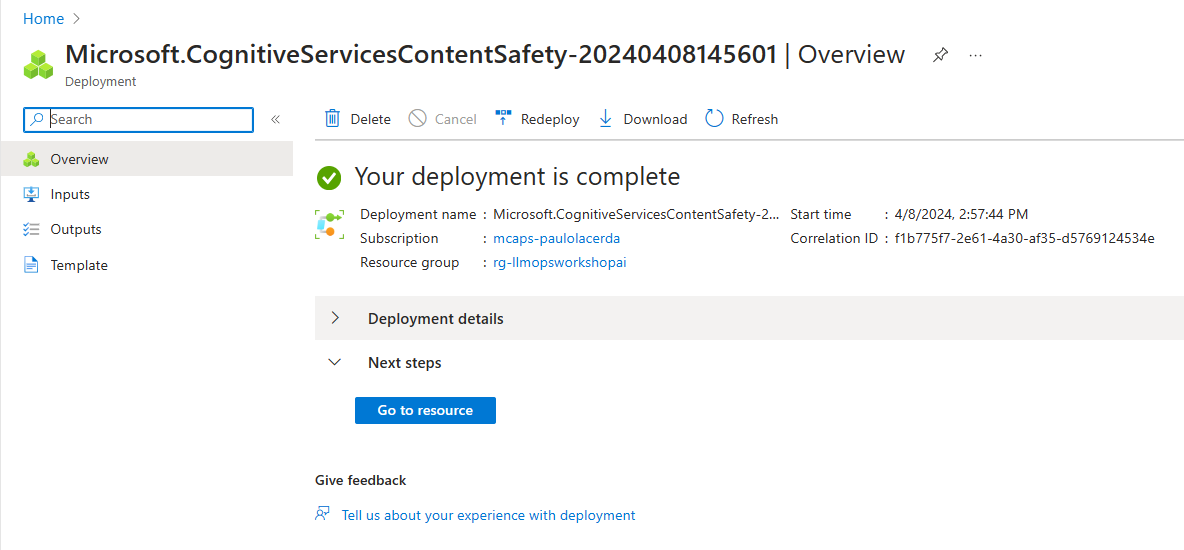 Home
Microsoft.CognitiveServicesContentSafety-20240408145601 | Overview
Deployment
Search
Overview
Inputs
Outputs
Template
Delete
Cancel
Redeploy
Download
Refresh
Your deployment is complete
Deployment name : Microsoft.CognitiveServicesContentSafety-2... Start time : 4/8/2024, 2:57:44 PM
Subscription : mcaps-paulolacerda Correlation ID : f1b775f7-2e61-4a30-af35-d5769124534e
Resource group : rg-llmopsworkshopai
Deployment details
Next steps
Go to resource
Give feedback
Tell us about your experience with deployment